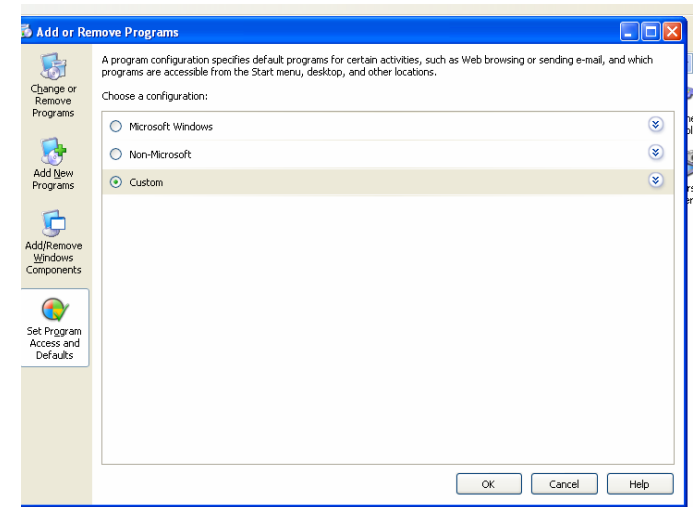 Add or Remove Programs
Change or
Remove
Programs
Add New
Programs
Add/Remove
Windows
Components
Set Program
Access and
Defaults
A program configuration specifies default programs for certain activities, such as Web browsing or sending e-mail, and which
programs are accessible from the Start menu, desktop, and other locations.
Choose a configuration:
Microsoft Windows
Non-Microsoft
Custom
OK
Cancel
Help